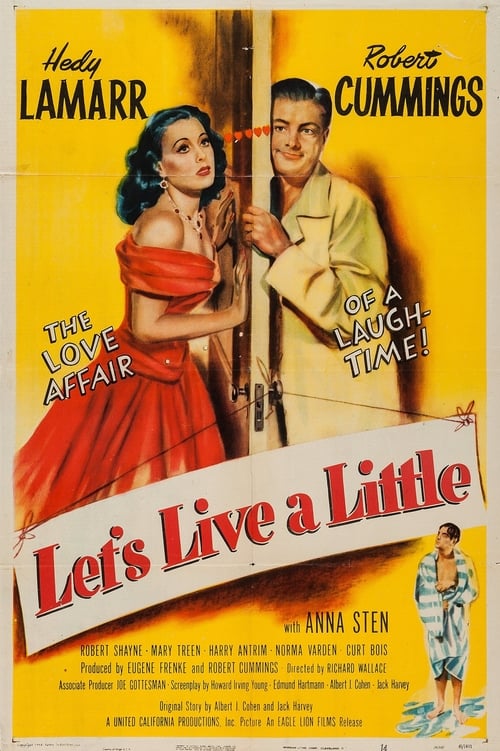 Hedy
LAMARR
Robert
CUMMINGS
THE
LOVE
AFFAIR
OF A
LAUGH-
TIME!
Let's Live a Little
with ANNA STEN
ROBERT SHAYNE · MARY TREEN · HARRY ANTRIM · NORMA VARDEN · CURT BOIS
Produced by EUGENE FRENKE and ROBERT CUMMINGS · Directed by RICHARD WALLACE
Associate Producer JOE GOTTESMAN · Screenplay by Howard Irving Young · Edmund Hartmann · Albert J. Cohen · Jack Harvey
Original Story by Albert J. Cohen and Jack Harvey
A UNITED CALIFORNIA PRODUCTIONS, Inc. Picture · An EAGLE LION FILMS Release
14